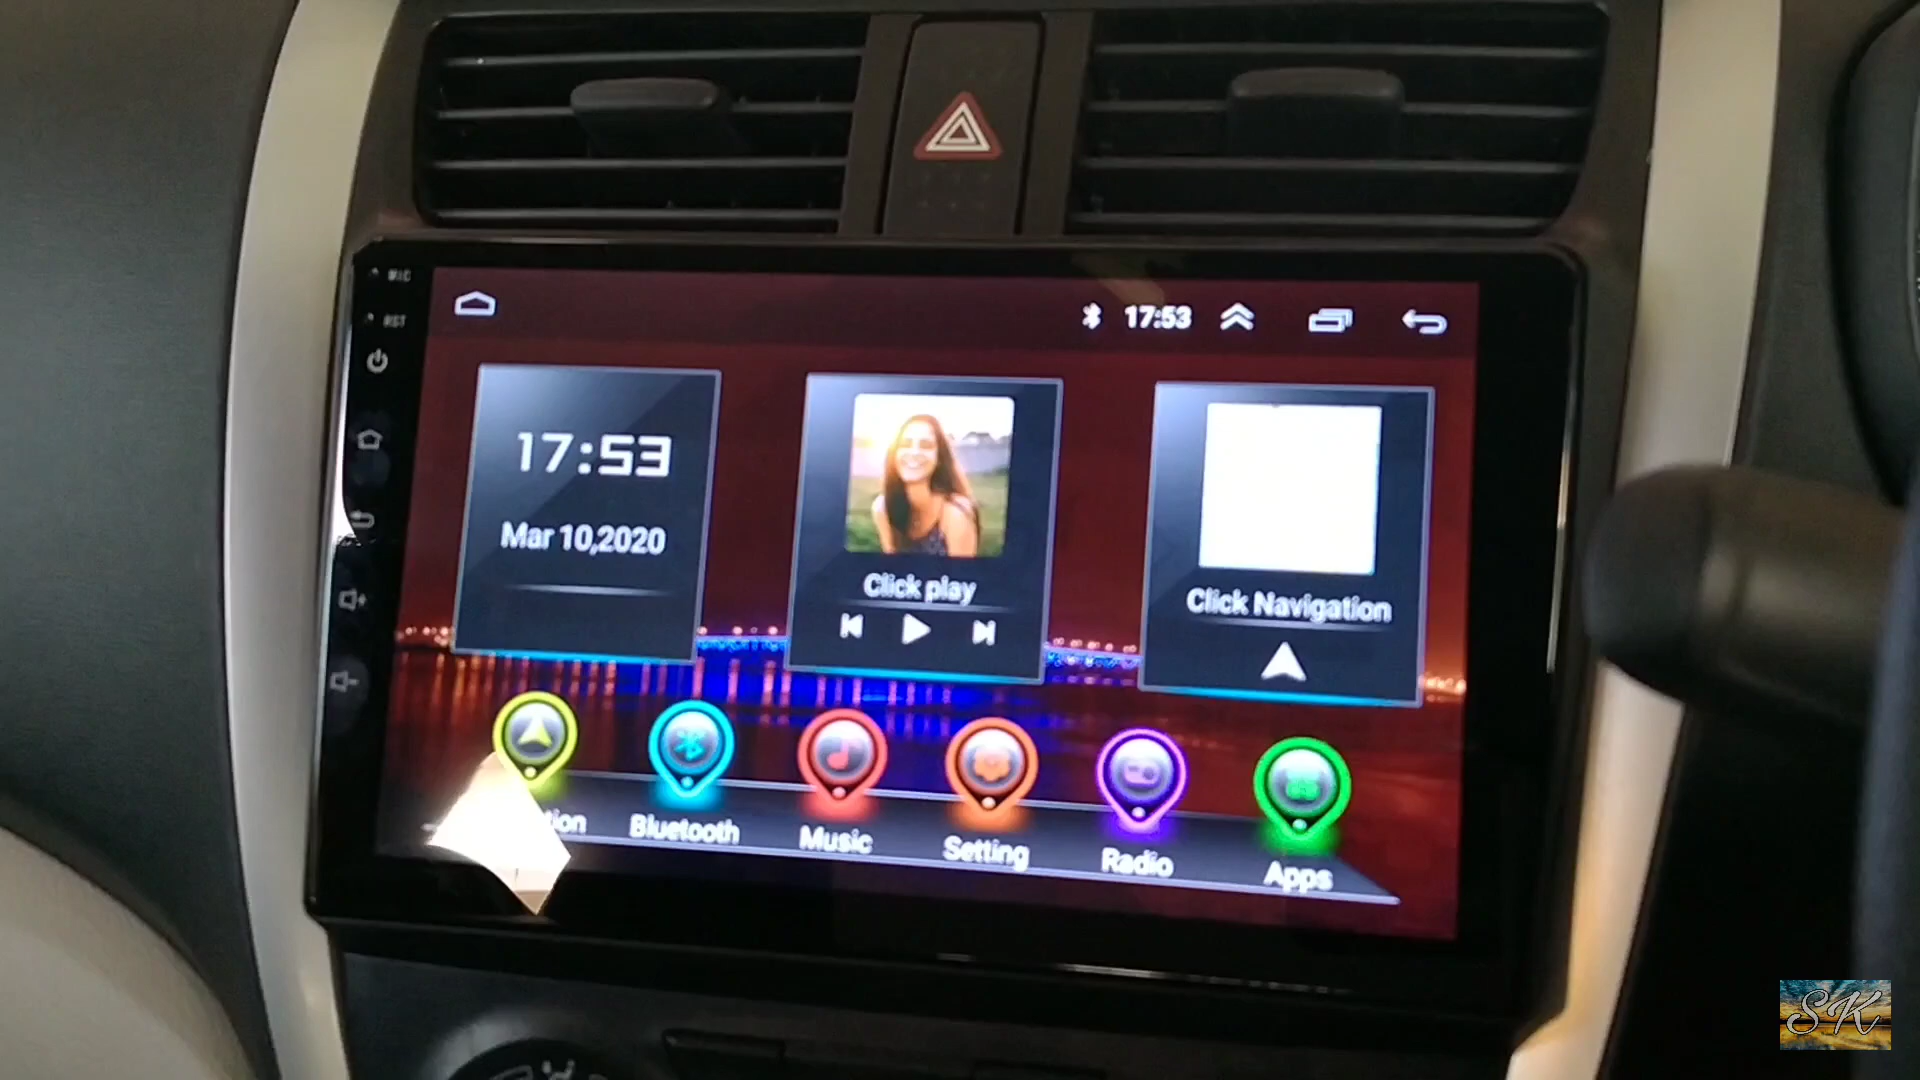 MIC
RST
17:53
17:53
Mar 10,2020
Click play
Click Navigation
Bluetooth
Music
Setting
Radio
Apps
SK